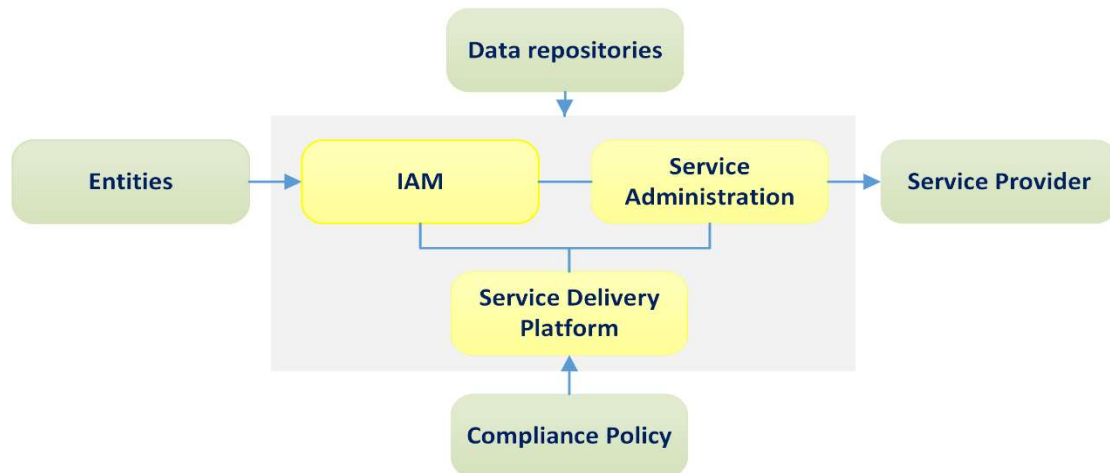 Data repositories
Entities
IAM
Service
Administration
Service Provider
Service Delivery
Platform
Compliance Policy